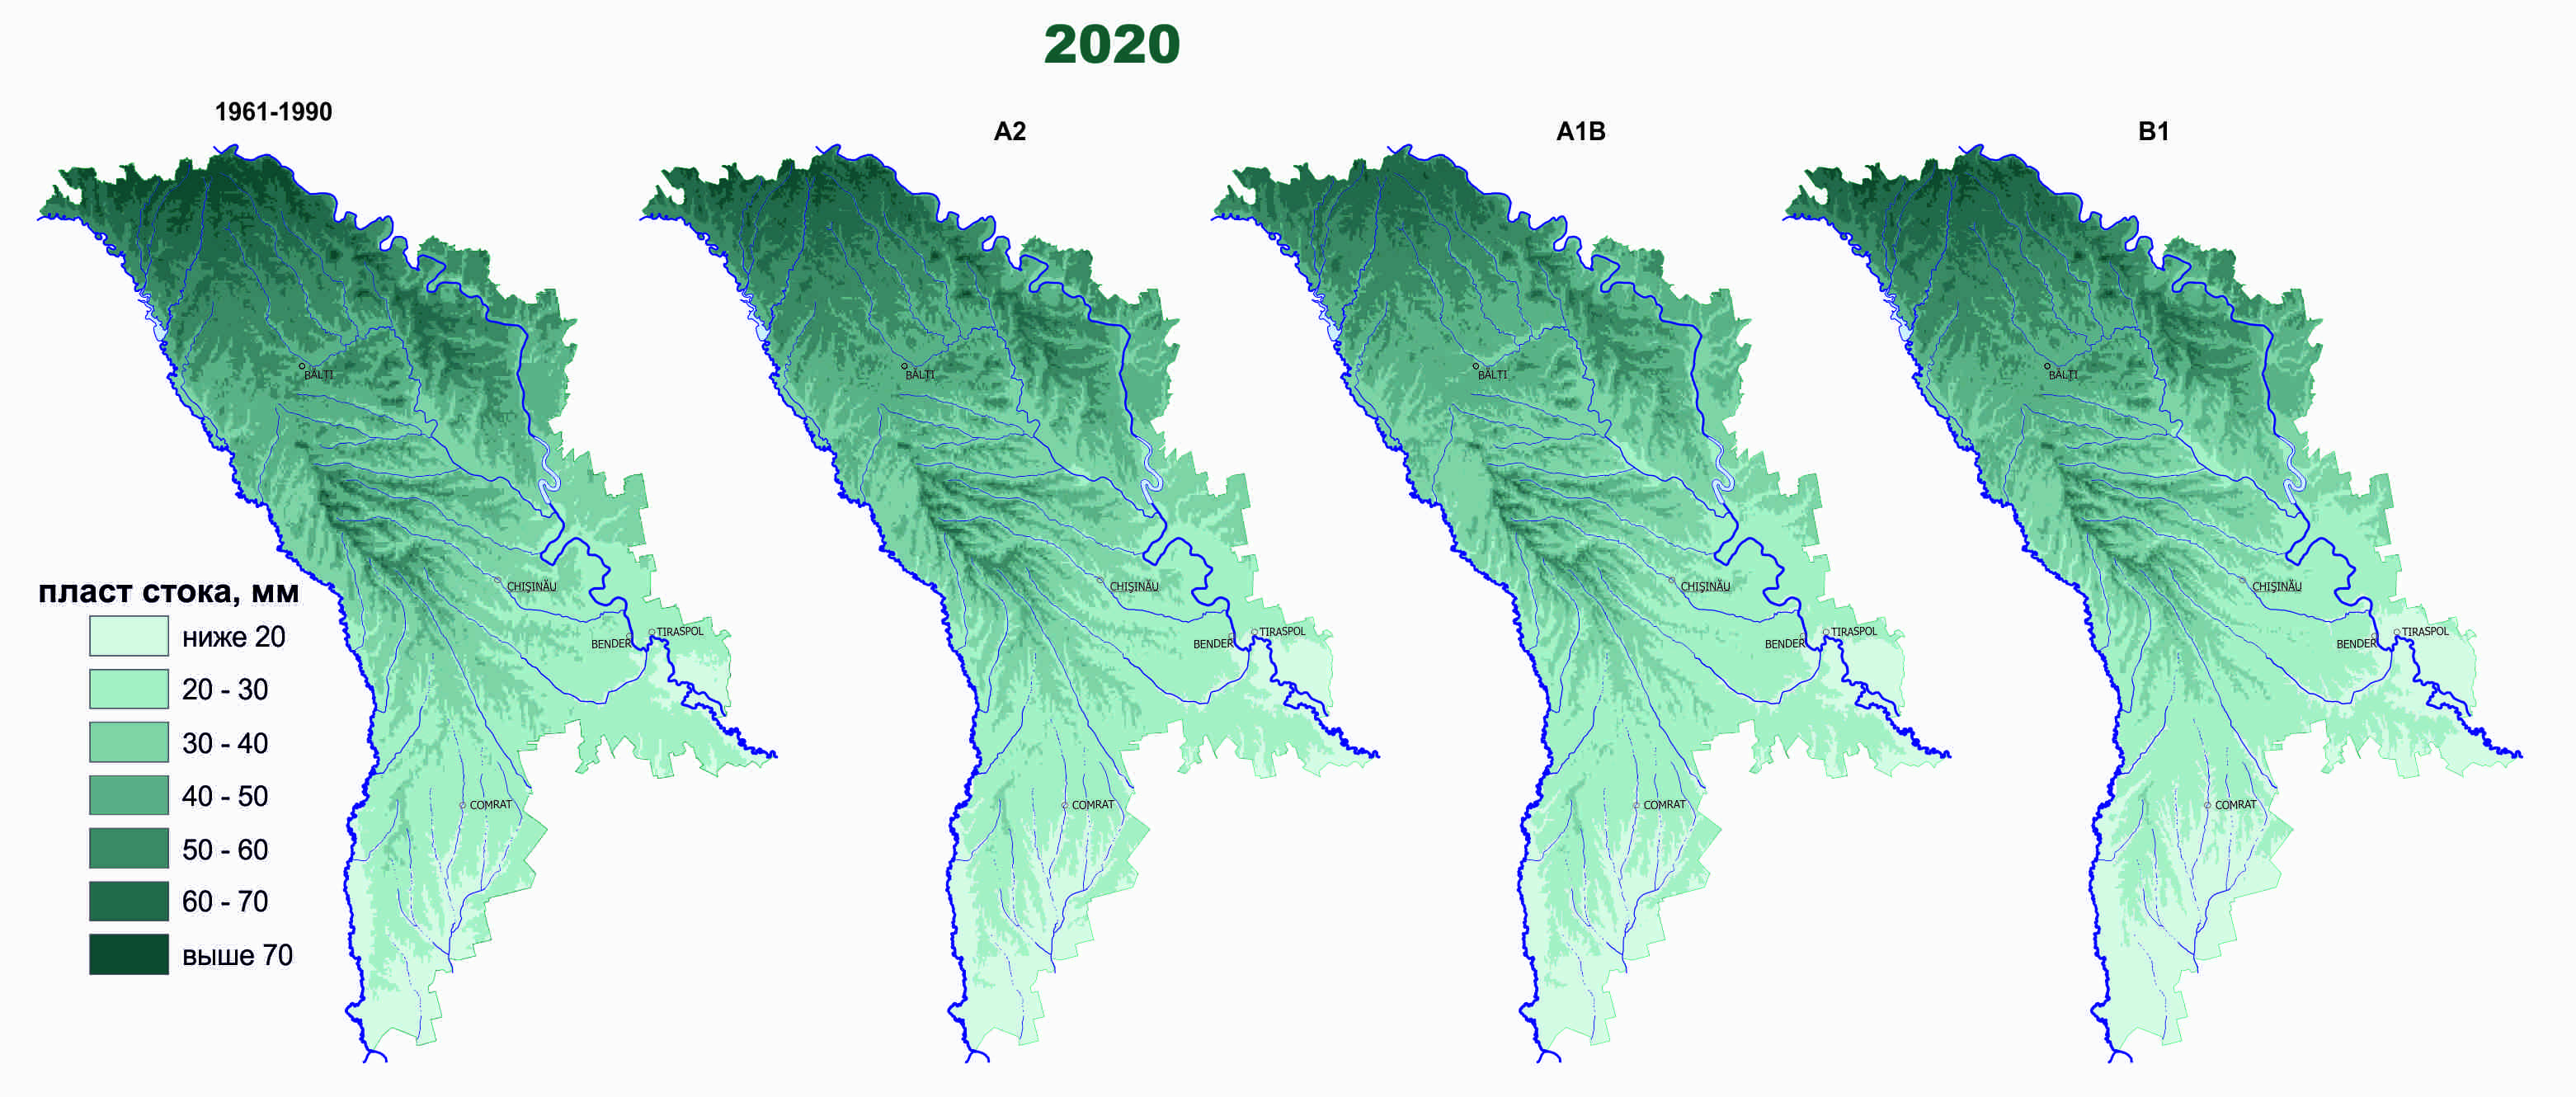 2020
1961-1990
A2
A1B
B1
BĂLȚI
BĂLȚI
BĂLȚI
BĂLȚI
CHIȘINĂU
CHIȘINĂU
CHIȘINĂU
CHIȘINĂU
BENDER
TIRASPOL
BENDER
TIRASPOL
BENDER
TIRASPOL
BENDER
TIRASPOL
COMRAT
COMRAT
COMRAT
COMRAT
пласт стока, мм
ниже 20
20 - 30
30 - 40
40 - 50
50 - 60
60 - 70
выше 70